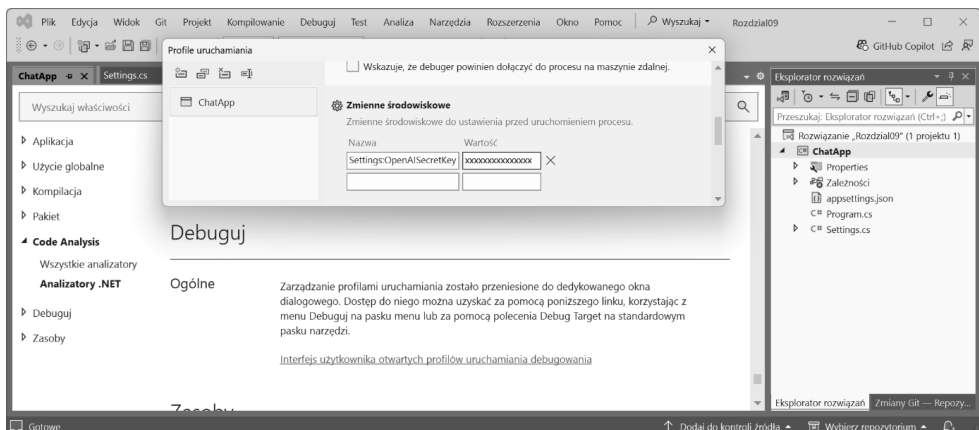 Plik Edycja Widok Git Projekt Kompilowanie Debuguj Test Analiza Narzędzia Rozszerzenia Okno Pomoc Wyszukaj Rozdzial09
GitHub Copilot
Profile uruchamiania
ChatApp Settings.cs
Wyszukaj właściwości
Aplikacja
Użycie globalne
Kompilacja
Pakiet
Code Analysis
Wszystkie analizatory
Analizatory .NET
Debuguj
Zasoby
ChatApp
Wskazuje, że debuger powinien dołączyć do procesu na maszynie zdalnej.
Zmienne środowiskowe
Zmienne środowiskowe do ustawienia przed uruchomieniem procesu.
Nazwa Wartość
Settings:OpenAISecretKey xxxxxxxxxxxxxxx
Debuguj
Ogólne
Zarządzanie profilami uruchamiania zostało przeniesione do dedykowanego okna
dialogowego. Dostęp do niego można uzyskać za pomocą poniższego linku, korzystając z
menu Debuguj na pasku menu lub za pomocą polecenia Debug Target na standardowym
pasku narzędzi.
Interfejs użytkownika otwartych profilów uruchamiania debugowania
Zasoby
Eksplorator rozwiązań
Przeszukaj: Eksplorator rozwiązań (Ctrl+;)
Rozwiązanie „Rozdzial09" (1 projektu 1)
ChatApp
Properties
Zależności
appsettings.json
C# Program.cs
C# Settings.cs
Eksplorator rozwiązań Zmiany Git — Repozy...
Gotowe Dodaj do kontroli źródła Wybierz repozytorium